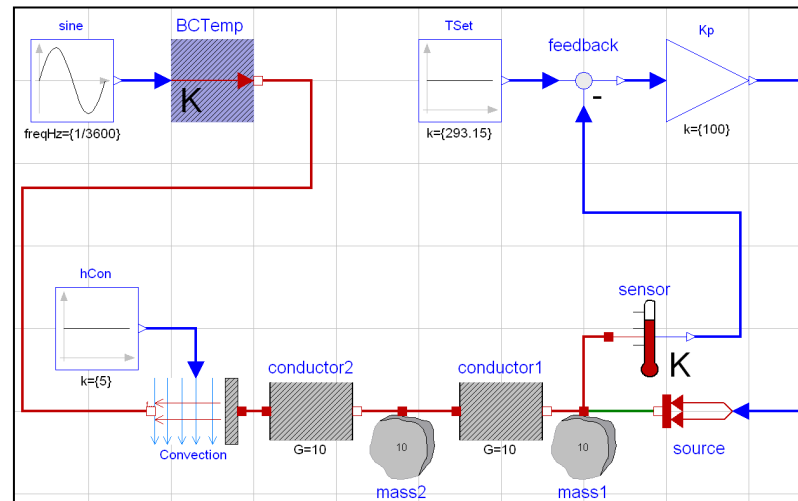 sine
BCTemp
TSet
feedback
Kp
K
-
freqHz={1/3600}
k={293.15}
k={100}
hCon
sensor
K
k={5}
conductor2
conductor1
10
10
Convection
G=10
G=10
source
mass2
mass1